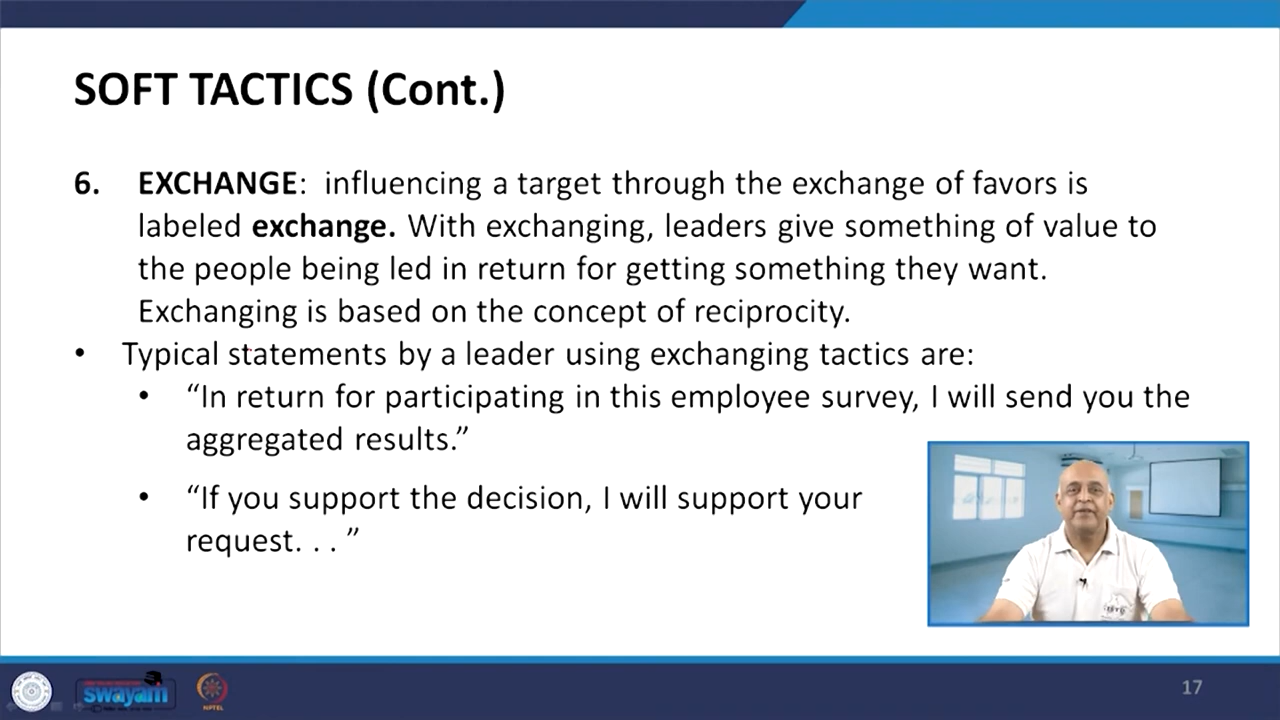 SOFT TACTICS (Cont.)
6. EXCHANGE: influencing a target through the exchange of favors is
labeled exchange. With exchanging, leaders give something of value to
the people being led in return for getting something they want.
Exchanging is based on the concept of reciprocity.
• Typical statements by a leader using exchanging tactics are:
• “In return for participating in this employee survey, I will send you the
aggregated results.”
• “If you support the decision, I will support your
request. . . ”
swayam
NPTEL
17